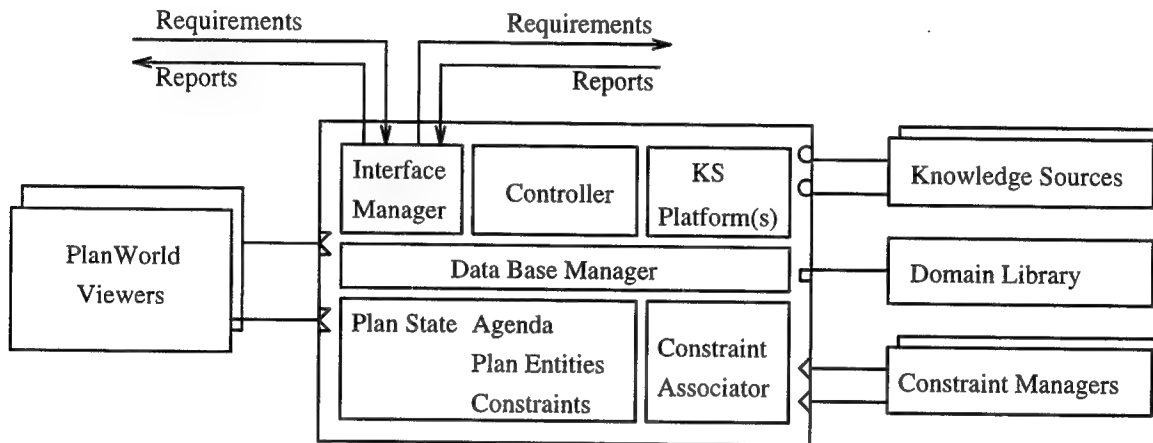 Requirements
Requirements
Reports
Reports
Interface
Manager
Controller
KS
Platform(s)
Knowledge Sources
PlanWorld
Viewers
Data Base Manager
Domain Library
Plan State Agenda
Plan Entities
Constraints
Constraint
Associator
Constraint Managers